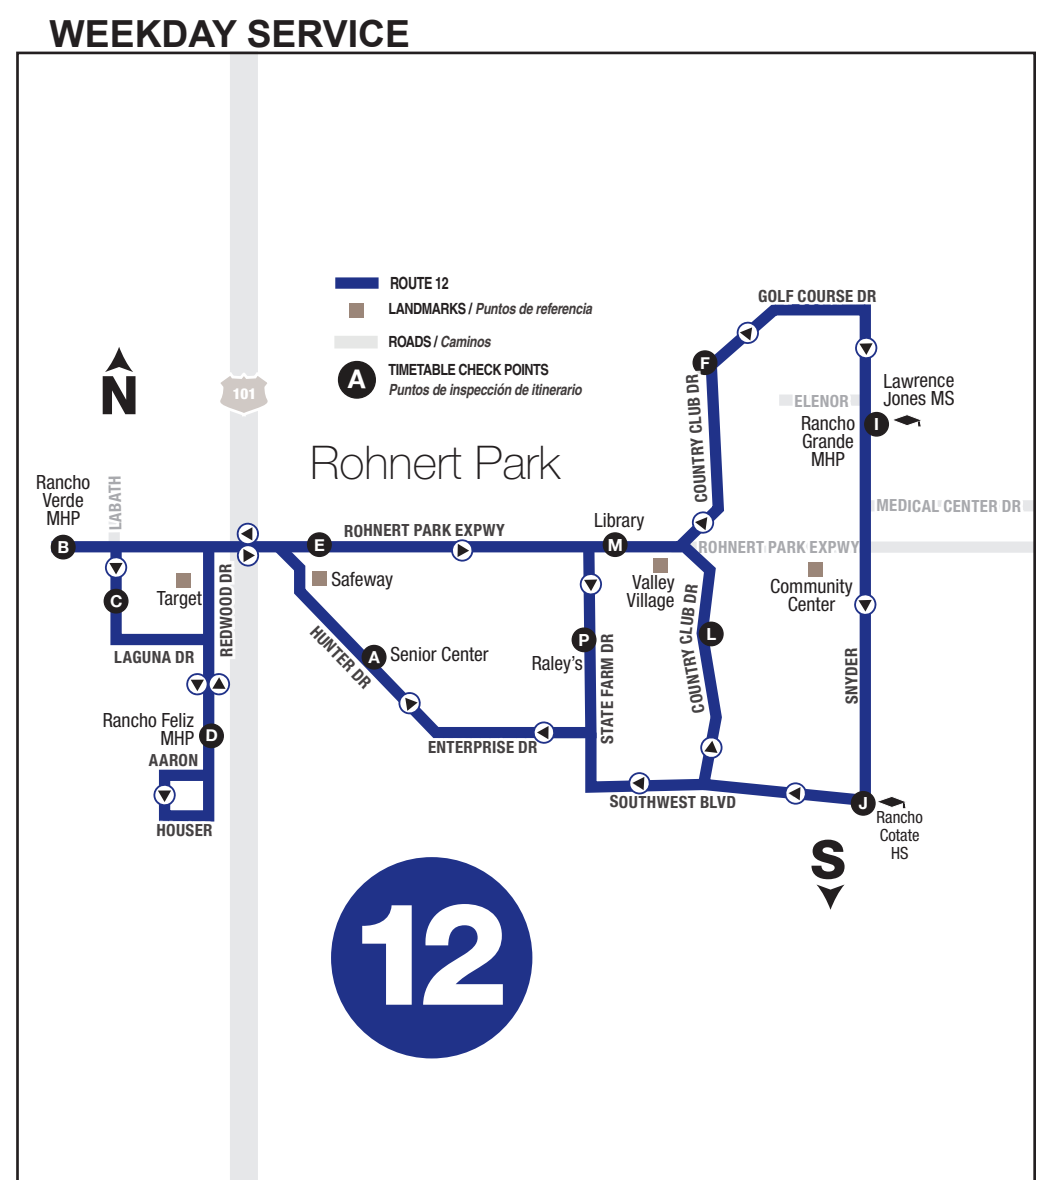 WEEKDAY SERVICE
ROUTE 12
LANDMARKS / Puntos de referencia
ROADS / Caminos
A
TIMETABLE CHECK POINTS
Puntos de inspección de itinerario
N
101
Rohnert Park
GOLF COURSE DR
F
COUNTRY CLUB DR
ELENOR
Lawrence
Jones MS
I
Rancho
Grande
MHP
MEDICAL CENTER DR
Rancho
Verde
MHP
B
LABATH
E
ROHNERT PARK EXPWY
Library
M
ROHNERT PARK EXPWY
Safeway
Target
C
REDWOOD DR
LAGUNA DR
Valley
Village
Community
Center
HUNTER DR
A
Senior Center
P
Raley's
STATE FARM DR
COUNTRY CLUB DR
L
SNYDER
Rancho Feliz
MHP
D
AARON
HOUSER
ENTERPRISE DR
SOUTHWEST BLVD
J
Rancho
Cotate
HS
S
12